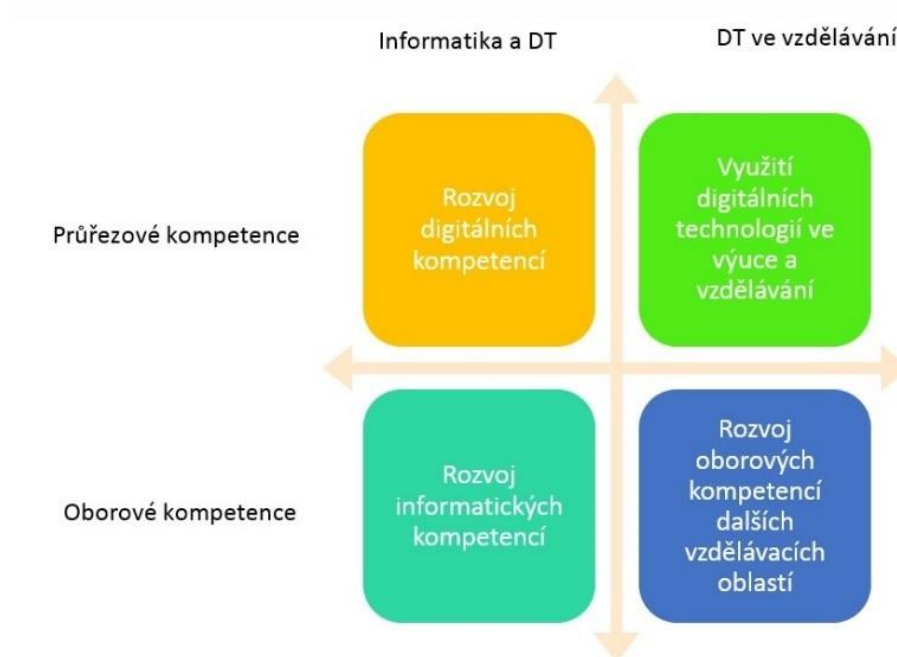 Informatika a DT
DT ve vzdělávání
Průřezové kompetence
Rozvoj
digitálních
kompetencí
Využití
digitálních
technologií ve
výuce a
vzdělávání
Oborové kompetence
Rozvoj
informatických
kompetencí
Rozvoj
oborových
kompetencí
dalších
vzdělávacích
oblastí